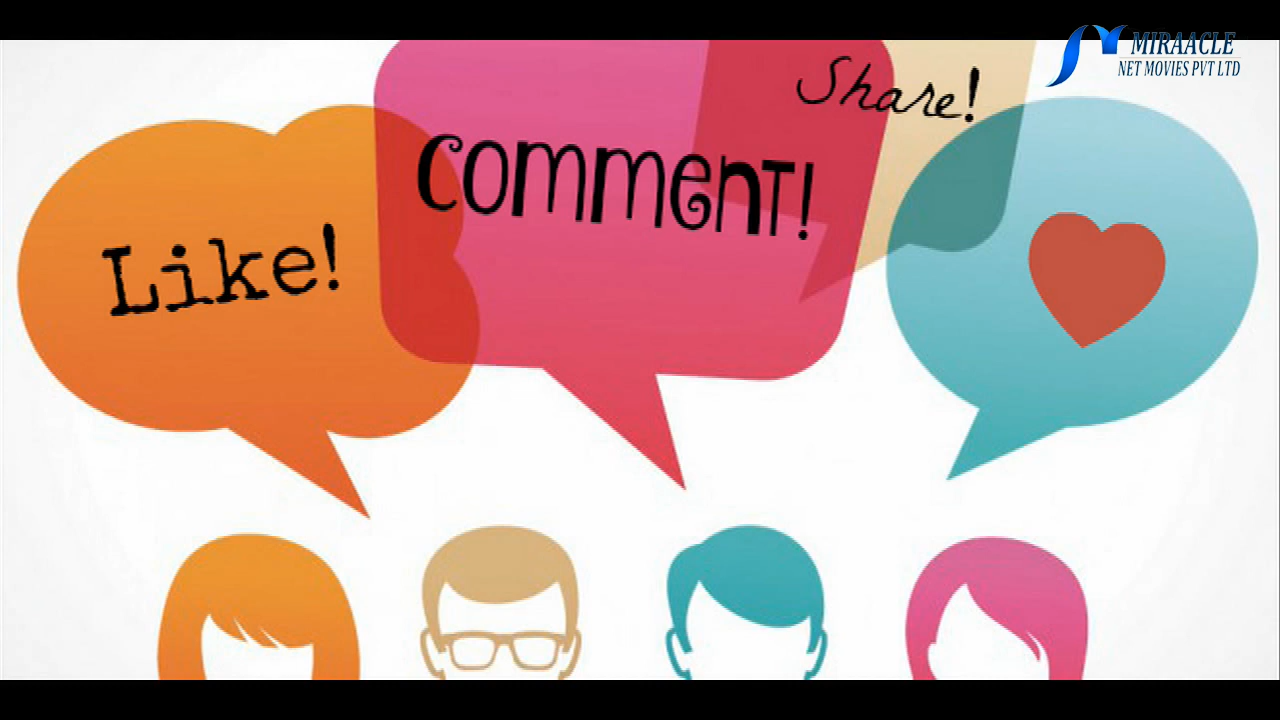 MIRAACLE
NET MOVIES PVT LTD
Share!
Comment!
Like!